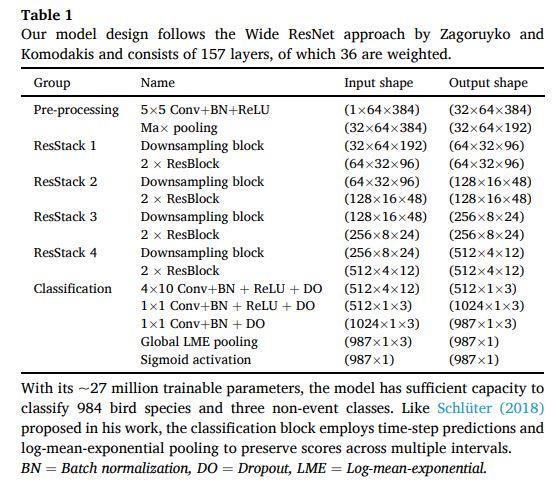 Table 1
Our model design follows the Wide ResNet approach by Zagoruyko and
Komodakis and consists of 157 layers, of which 36 are weighted.
Group Name Input shape Output shape
Pre-processing 5×5 Conv+BN+ReLU (1×64×384) (32×64×384)
Ma× pooling (32×64×384) (32×64×192)
ResStack 1 Downsampling block (32×64×192) (64×32×96)
2 × ResBlock (64×32×96) (64×32×96)
ResStack 2 Downsampling block (64×32×96) (128×16×48)
2 × ResBlock (128×16×48) (128×16×48)
ResStack 3 Downsampling block (128×16×48) (256×8×24)
2 × ResBlock (256×8×24) (256×8×24)
ResStack 4 Downsampling block (256×8×24) (512×4×12)
2 × ResBlock (512×4×12) (512×4×12)
Classification 4×10 Conv+BN + ReLU + DO (512×4×12) (512×1×3)
1×1 Conv+BN + ReLU + DO (512×1×3) (1024×1×3)
1×1 Conv+BN + DO (1024×1×3) (987×1×3)
Global LME pooling (987×1×3) (987×1)
Sigmoid activation (987×1) (987×1)
With its ~27 million trainable parameters, the model has sufficient capacity to
classify 984 bird species and three non-event classes. Like Schlüter (2018)
proposed in his work, the classification block employs time-step predictions and
log-mean-exponential pooling to preserve scores across multiple intervals.
BN = Batch normalization, DO = Dropout, LME = Log-mean-exponential.